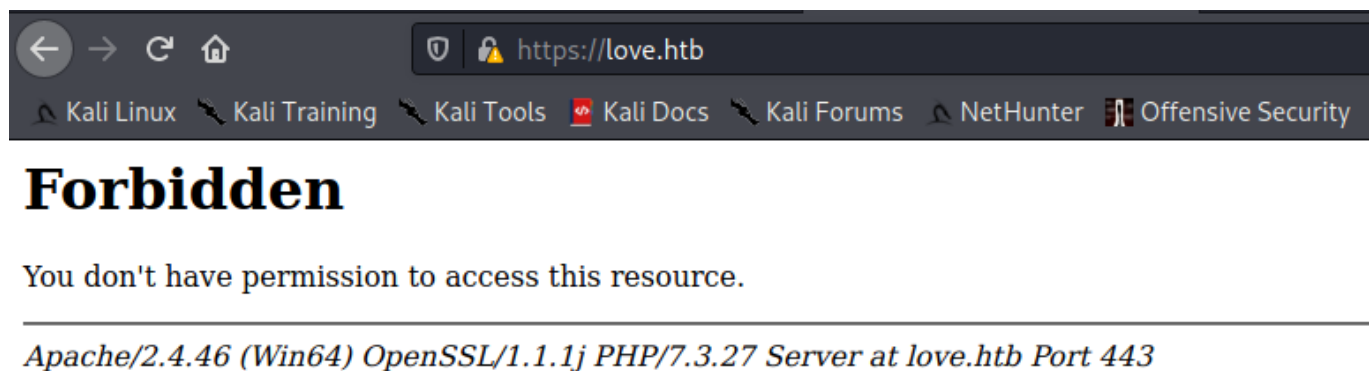 https://love.htb
Kali Linux Kali Training Kali Tools Kali Docs Kali Forums NetHunter Offensive Security
Forbidden
You don't have permission to access this resource.
Apache/2.4.46 (Win64) OpenSSL/1.1.1j PHP/7.3.27 Server at love.htb Port 443